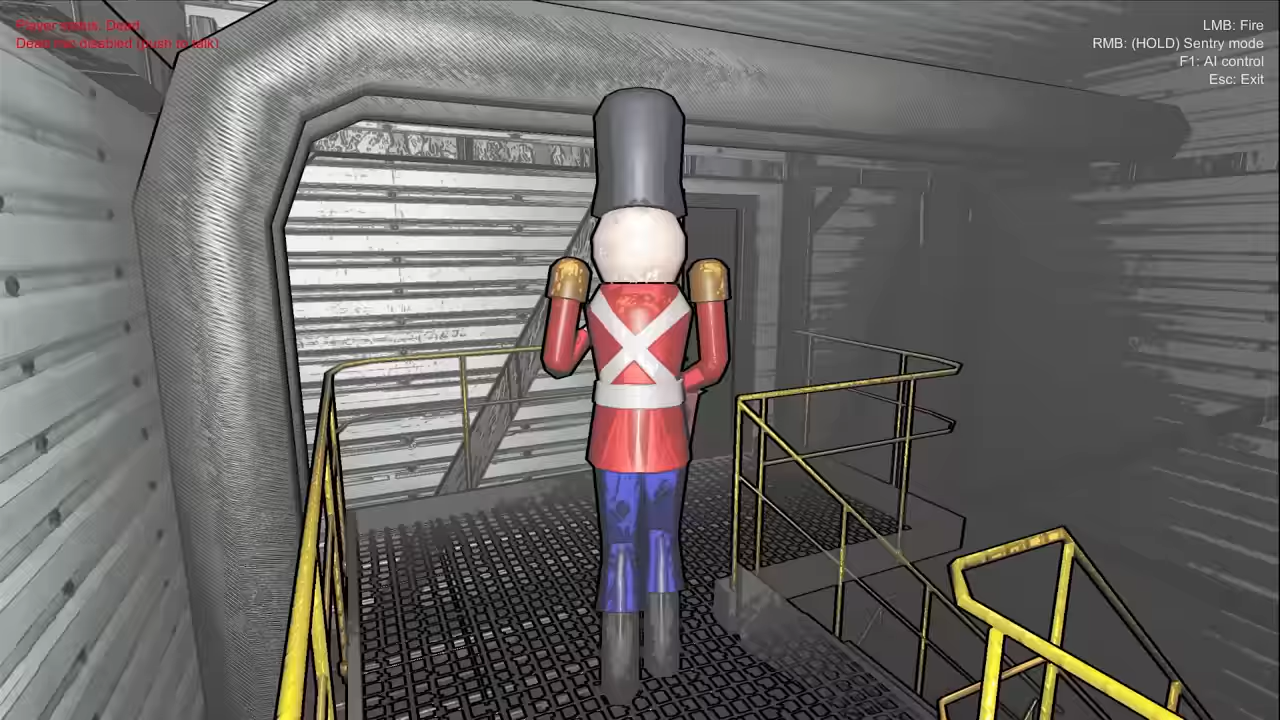 Player status: Dead
Dead chat disabled (push to talk)
LMB: Fire
RMB: (HOLD) Sentry mode
F1: AI control
Esc: Exit